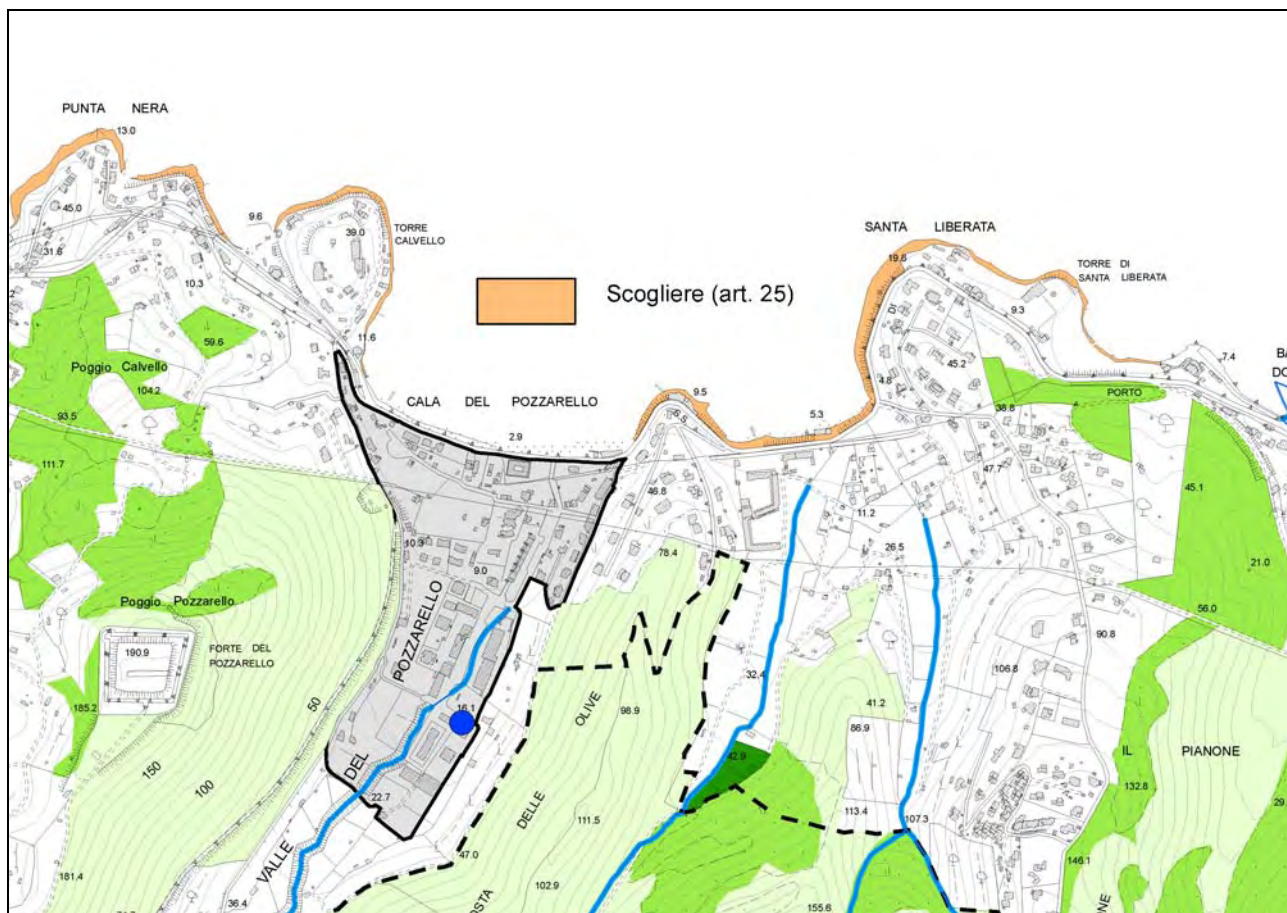 PUNTA NERA
13.0
45.0
9.6
39.0
TORRE
CALVELLO
SANTA LIBERATA
19.6
TORRE DI
SANTA LIBERATA
31.6
10.3
Scogliere (art. 25)
DI
9.3
59.6
11.6
45.2
7.4
Poggio Calvello
104.2
4.8
PORTO
93.5
CALA DEL POZZARELLO
9.5
6.5
5.3
38.8
2.9
111.7
47.7
45.1
46.8
11.2
10.3
78.4
26.5
21.0
9.0
Poggio Pozzarello
56.0
190.9
FORTE DEL
POZZARELLO
POZZARELLO
90.8
32.4
106.8
185.2
50
16.1
OLIVE
98.9
41.2
86.9
150
DEL
42.9
IL PIANONE
100
22.7
DELLE
132.8
29
111.5
113.4
107.3
VALLE
47.0
146.1
181.4
102.9
36.4
155.6